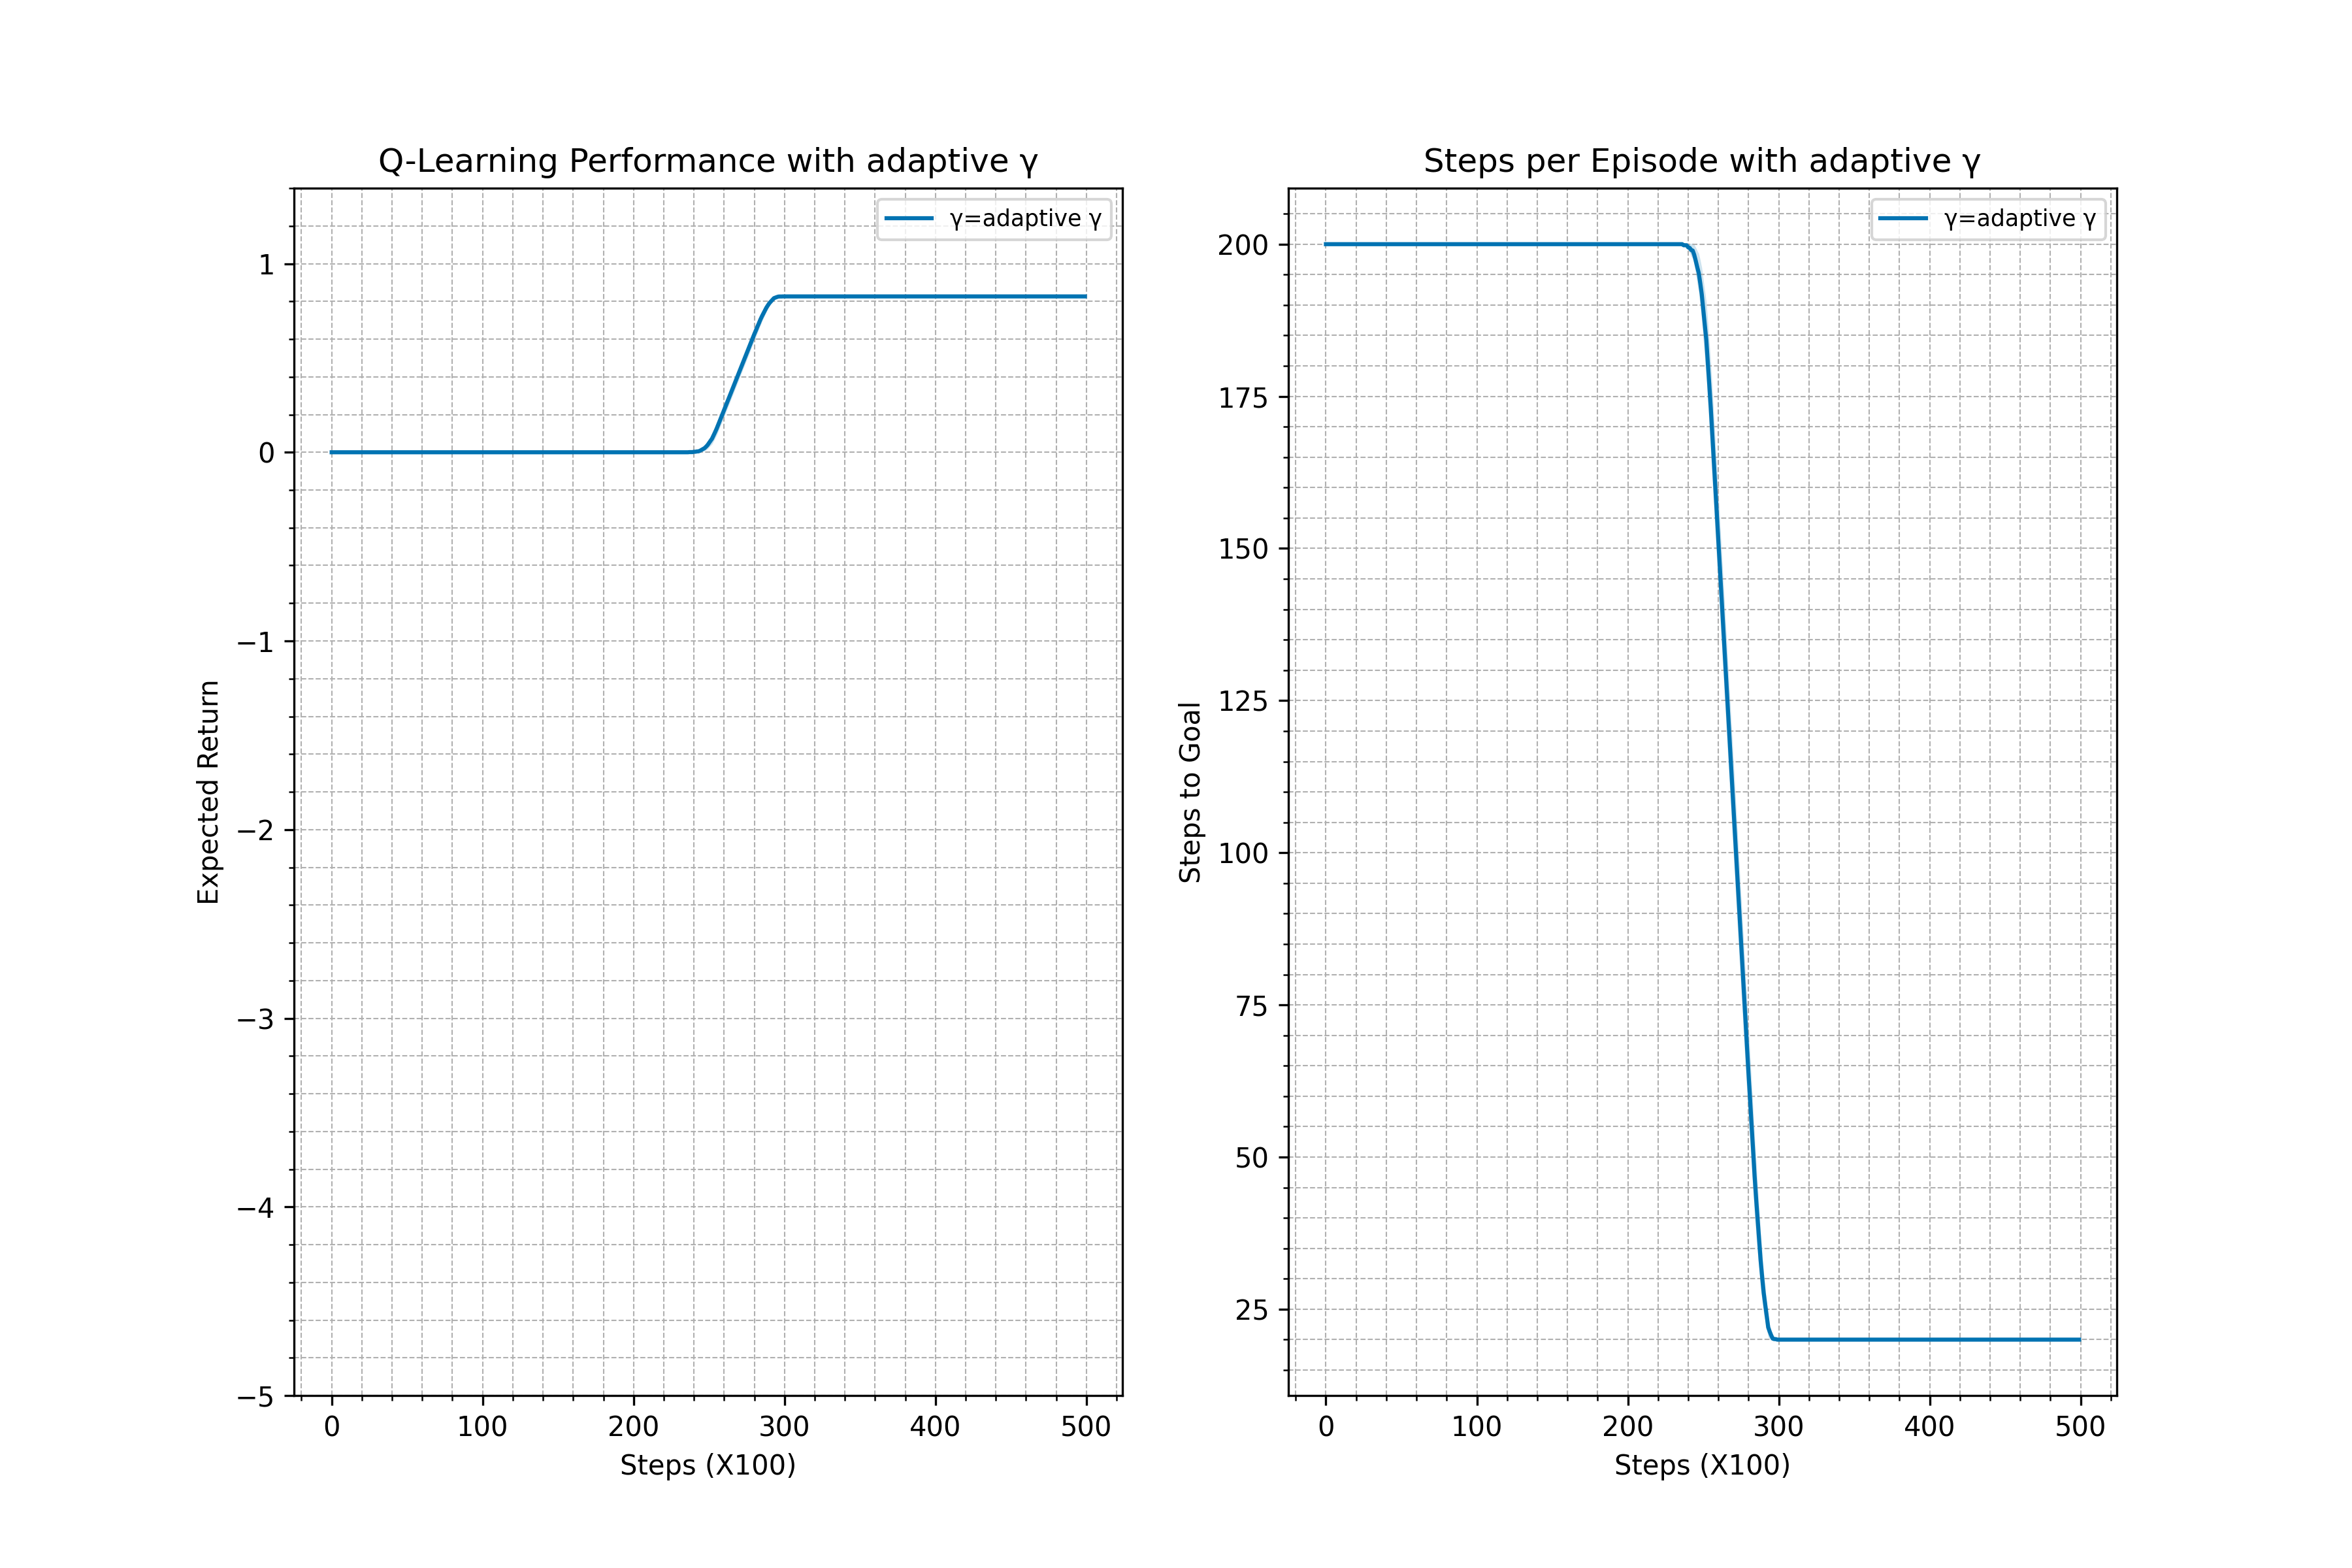 Q-Learning Performance with adaptive γ
γ=adaptive γ
1
0
−1
−2
−3
−4
−5
Expected Return
0 100 200 300 400 500
Steps (X100)
Steps per Episode with adaptive γ
γ=adaptive γ
200
175
150
125
100
75
50
25
Steps to Goal
0 100 200 300 400 500
Steps (X100)